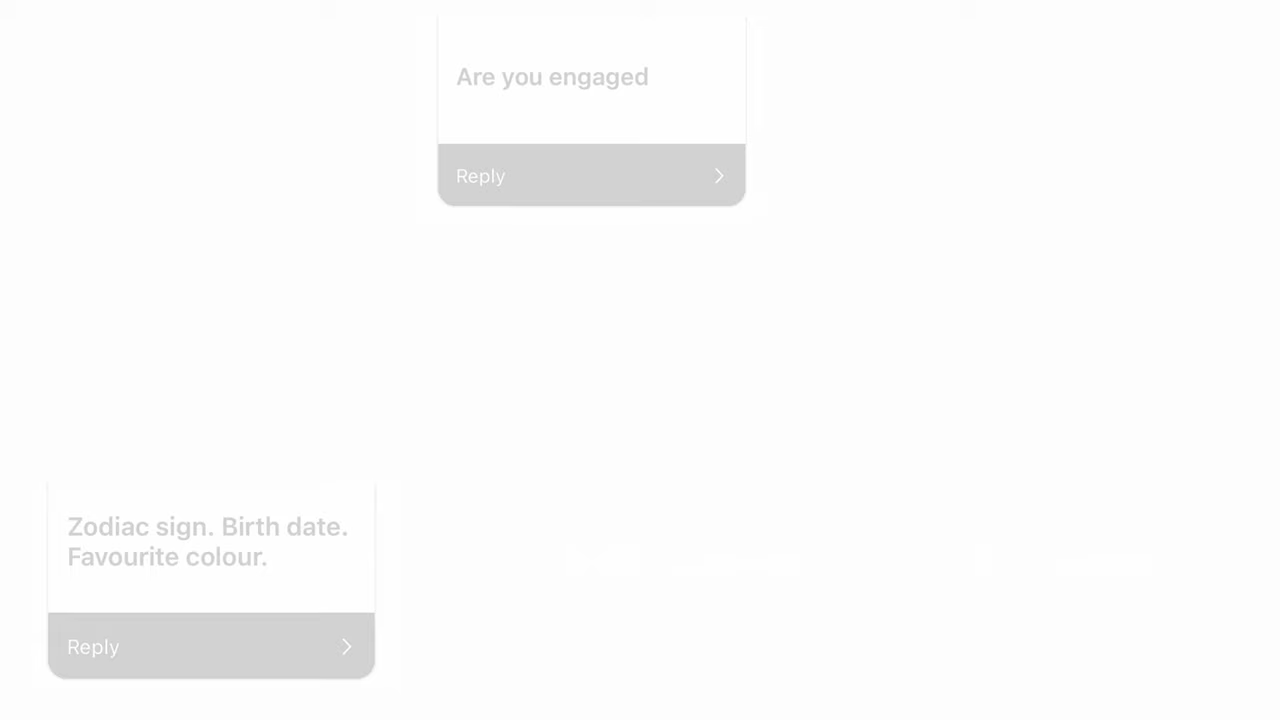 Are you engaged
Reply
Zodiac sign. Birth date.
Favourite colour.
Reply